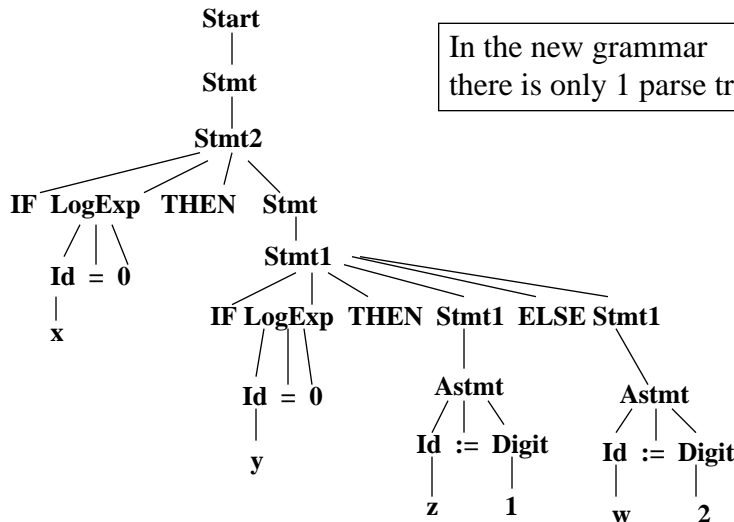 Start
In the new grammar
there is only 1 parse tr
Stmt
Stmt2
IF LogExp THEN Stmt
Stmt1
Id = 0
x
IF LogExp THEN Stmt1 ELSE Stmt1
Id = 0
Astmt Astmt
y
Id := Digit Id := Digit
z 1 w 2